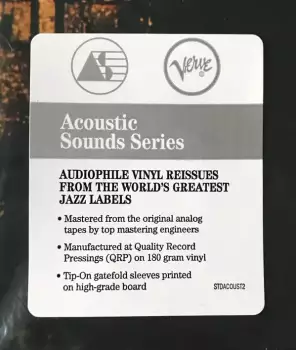 Verve
®
Acoustic
Sounds Series
AUDIOPHILE VINYL REISSUES
FROM THE WORLD'S GREATEST
JAZZ LABELS
• Mastered from the original analog
tapes by top mastering engineers
• Manufactured at Quality Record
Pressings (QRP) on 180 gram vinyl
• Tip-On gatefold sleeves printed
on high-grade board
STDACOUST2